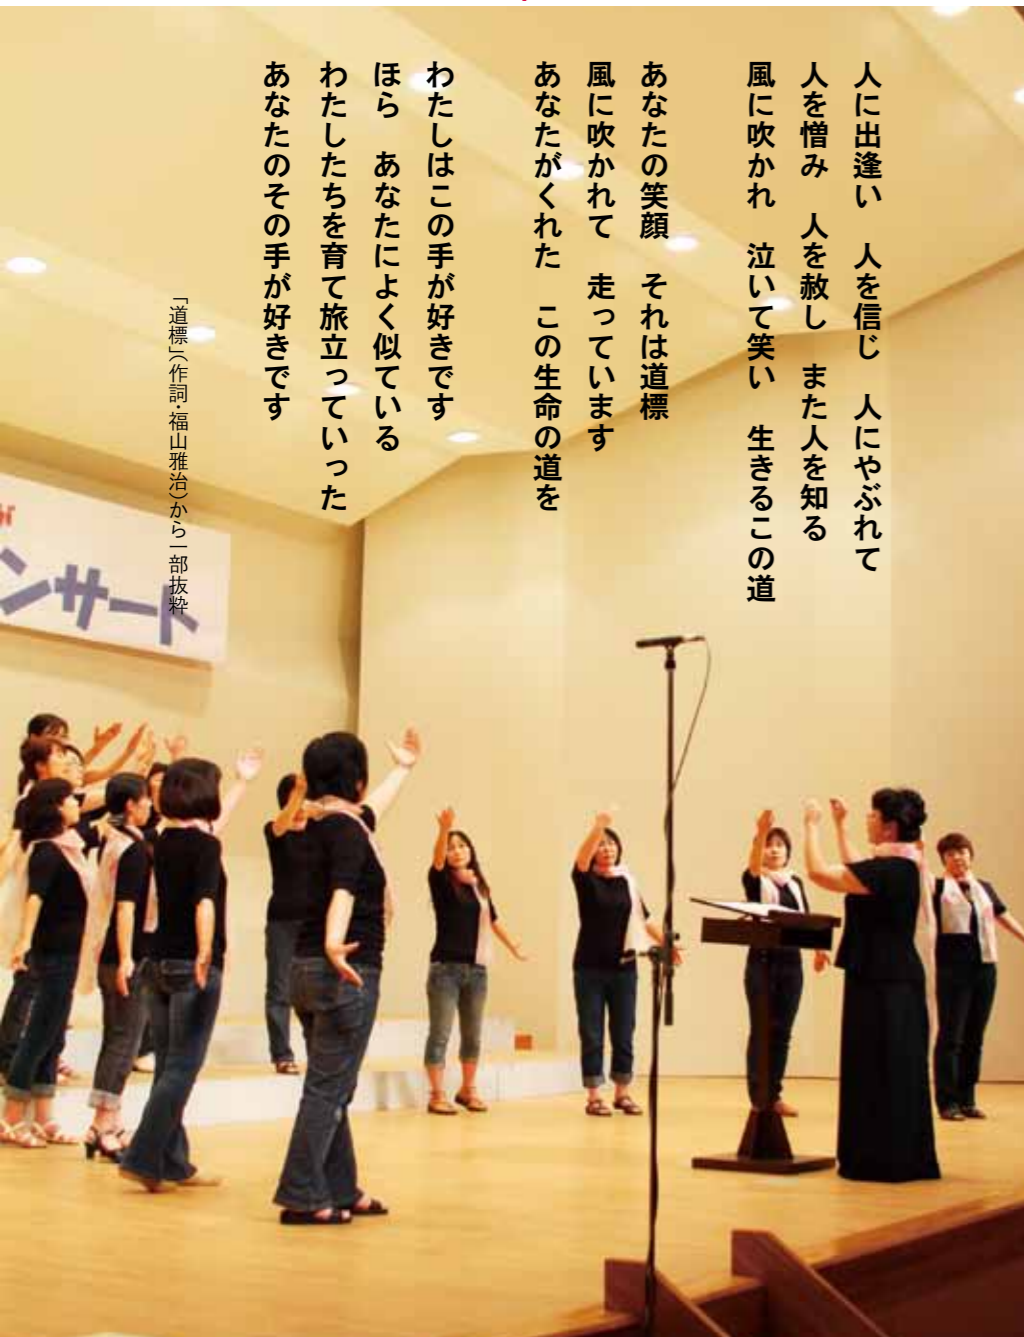 人に出逢い　人を信じ　人にやぶれて
人を憎み　人を赦し　また人を知る
風に吹かれ　泣いて笑い　生きるこの道
あなたの笑顔　それは道標
風に吹かれて　走っています
あなたがくれた　この生命の道を
わたしはこの手が好きです
ほら　あなたによく似ている
わたしたちを育て旅立っていった
あなたのその手が好きです
「道標」（作詞・福山雅治）から一部抜粋
が
ンサート